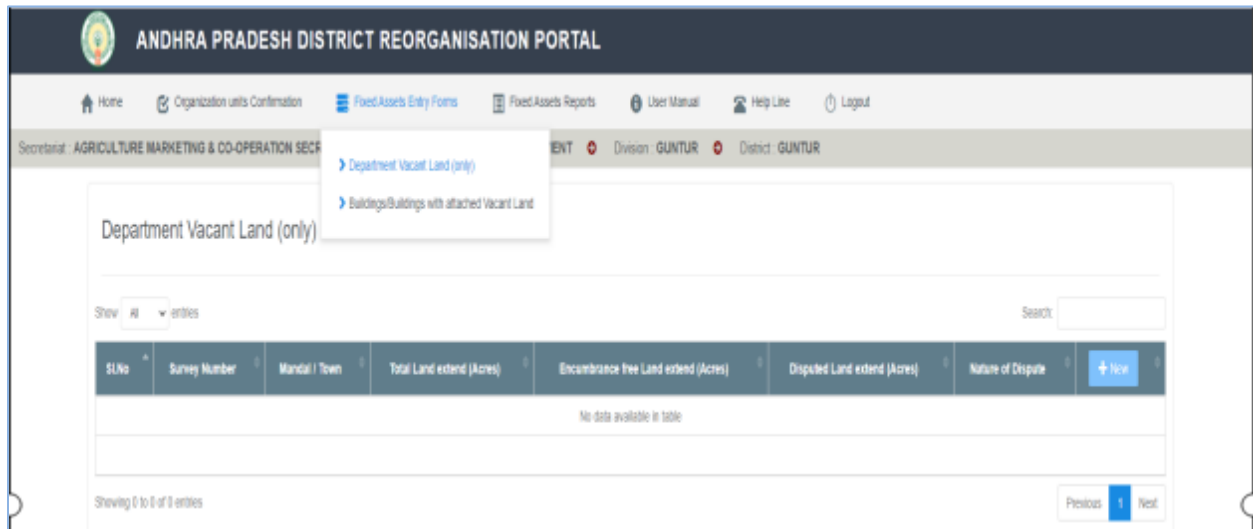 ANDHRA PRADESH DISTRICT REORGANISATION PORTAL
Home Organization units Confirmation Fixed Assets Entry Forms Fixed Assets Reports User Manual Help Line Logout
Secretariat : AGRICULTURE MARKETING & CO-OPERATION SECR ENT Division : GUNTUR District : GUNTUR
Department Vacant Land (only)
Buildings/Buildings with attached Vacant Land
Department Vacant Land (only)
Show All entries Search:
Sl.No Survey Number Mandal / Town Total Land extend (Acres) Encumbrance free Land extend (Acres) Disputed Land extend (Acres) Nature of Dispute + New
No data available in table
Showing 0 to 0 of 0 entries Previous 1 Next